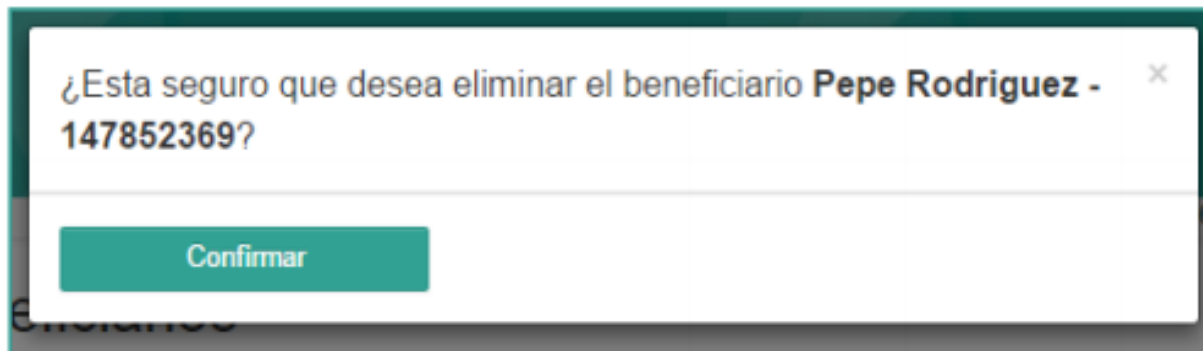 ¿Esta seguro que desea eliminar el beneficiario Pepe Rodriguez -
147852369?
×
Confirmar